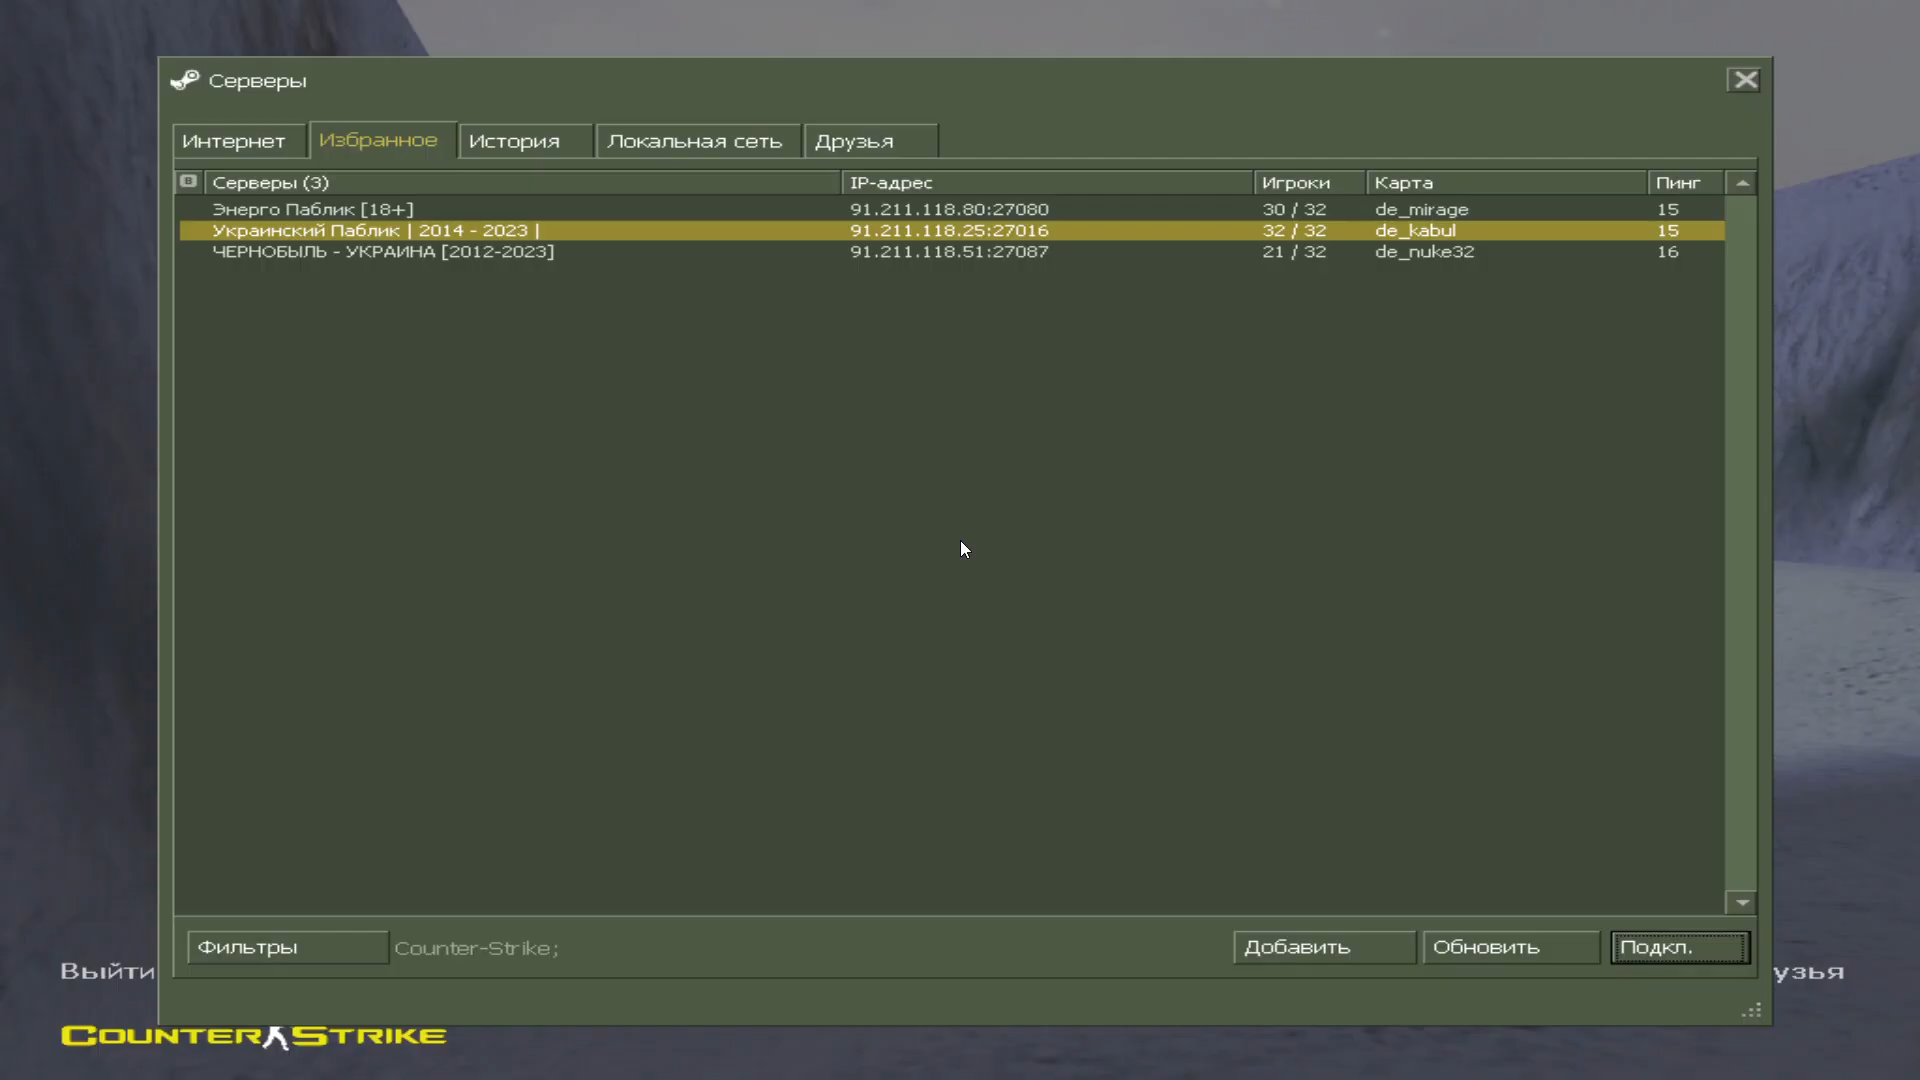 Серверы
Интернет Избранное История Локальная сеть Друзья
Серверы (3) IP-адрес Игроки Карта Пинг
Энерго Паблик [18+] 91.211.118.80:27080 30 / 32 de_mirage 15
Украинский Паблик | 2014 - 2023 | 91.211.118.25:27016 32 / 32 de_kabul 15
ЧЕРНОБЫЛЬ - УКРАИНА [2012-2023] 91.211.118.51:27087 21 / 32 de_nuke32 16
Фильтры Counter-Strike; Добавить Обновить Подкл.
Выйти узья
COUNTER STRIKE